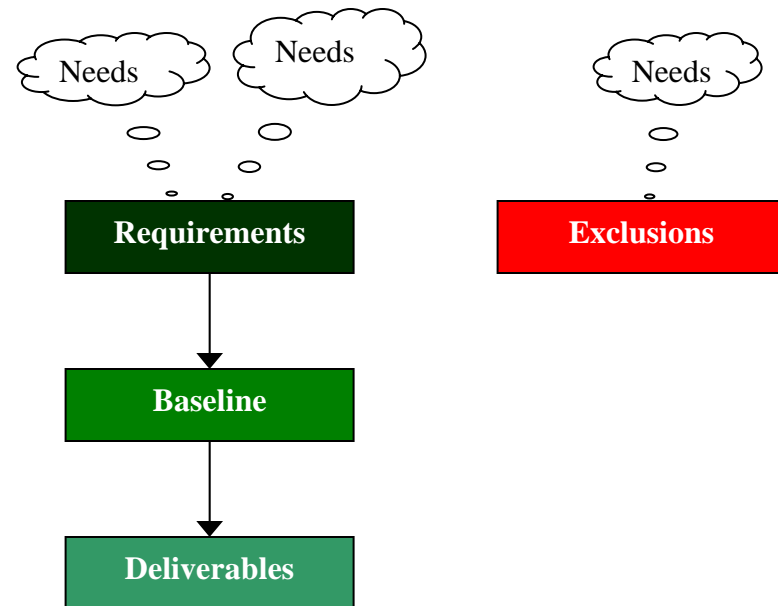 Needs
Needs
Needs
Requirements
Exclusions
Baseline
Deliverables